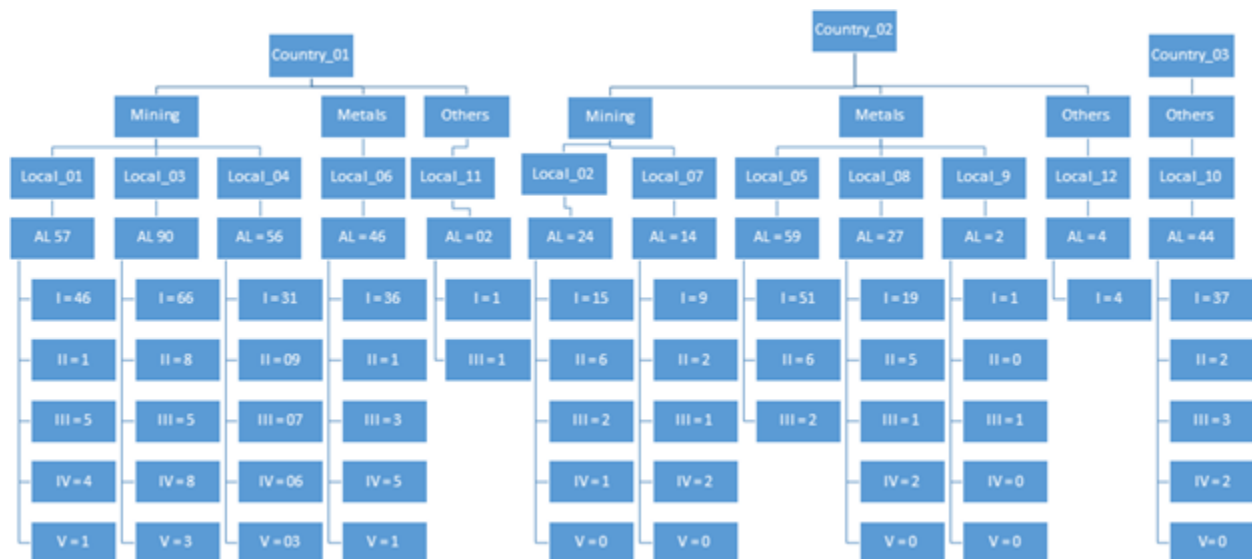 Country_01
Country_02
Country_03
Mining
Metals
Others
Mining
Metals
Others
Others
Local_01
Local_03
Local_04
Local_06
Local_11
Local_02
Local_07
Local_05
Local_08
Local_9
Local_12
Local_10
AL 57
AL 90
AL = 56
AL = 46
AL = 02
AL = 24
AL = 14
AL = 59
AL = 27
AL = 2
AL = 4
AL = 44
I = 46
I = 66
I = 31
I = 36
I = 1
I = 15
I = 9
I = 51
I = 19
I = 1
I = 4
I = 37
II = 1
II = 8
II = 09
II = 1
III = 1
II = 6
II = 2
II = 6
II = 5
II = 0
II = 2
III = 5
III = 5
III = 07
III = 3
III = 2
III = 1
III = 2
III = 1
III = 1
III = 3
IV = 4
IV = 8
IV = 06
IV = 5
IV = 1
IV = 2
IV = 2
IV = 0
IV = 2
V = 1
V = 3
V = 03
V = 1
V = 0
V = 0
V = 0
V = 0
V= 0